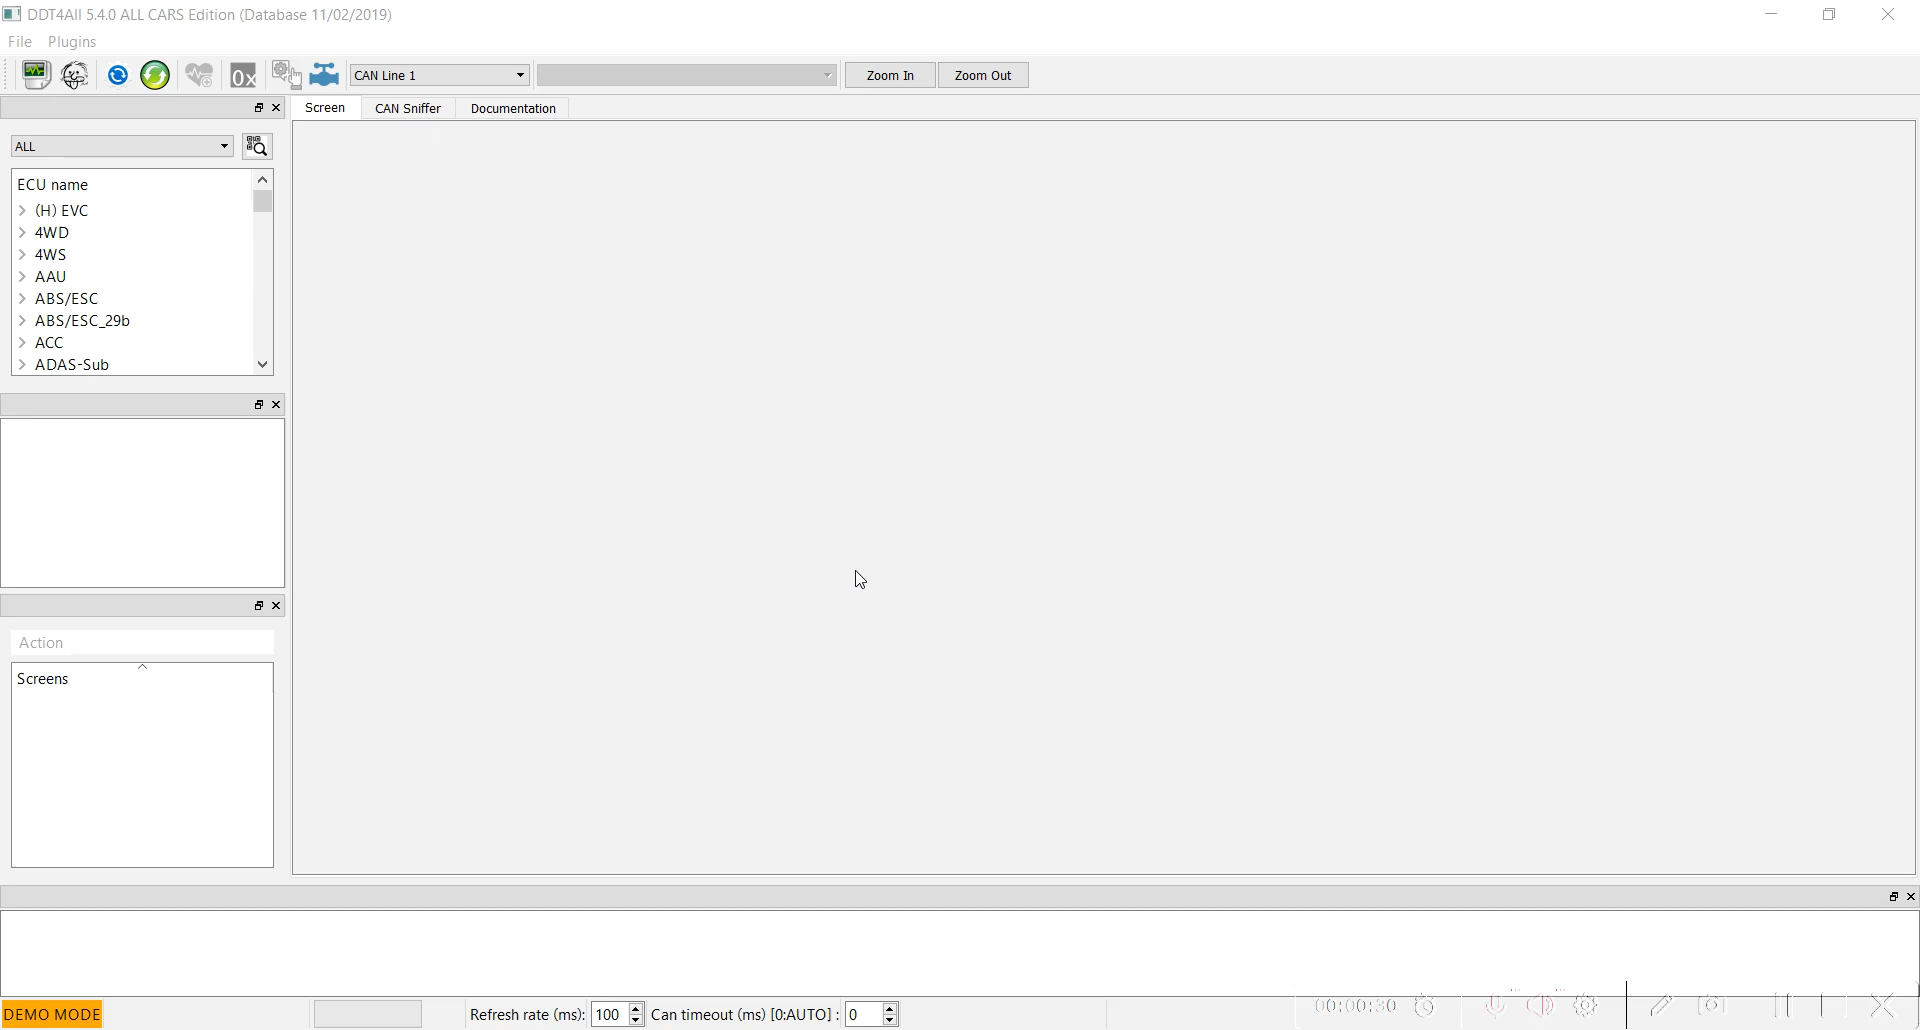 DDT4All 5.4.0 ALL CARS Edition (Database 11/02/2019)
File Plugins
0x CAN Line 1 Zoom In Zoom Out
Screen CAN Sniffer Documentation
ALL
ECU name
(H) EVC
4WD
4WS
AAU
ABS/ESC
ABS/ESC_29b
ACC
ADAS-Sub
Action
Screens
DEMO MODE Refresh rate (ms): 100 Can timeout (ms) [0:AUTO] : 0 00:00:30